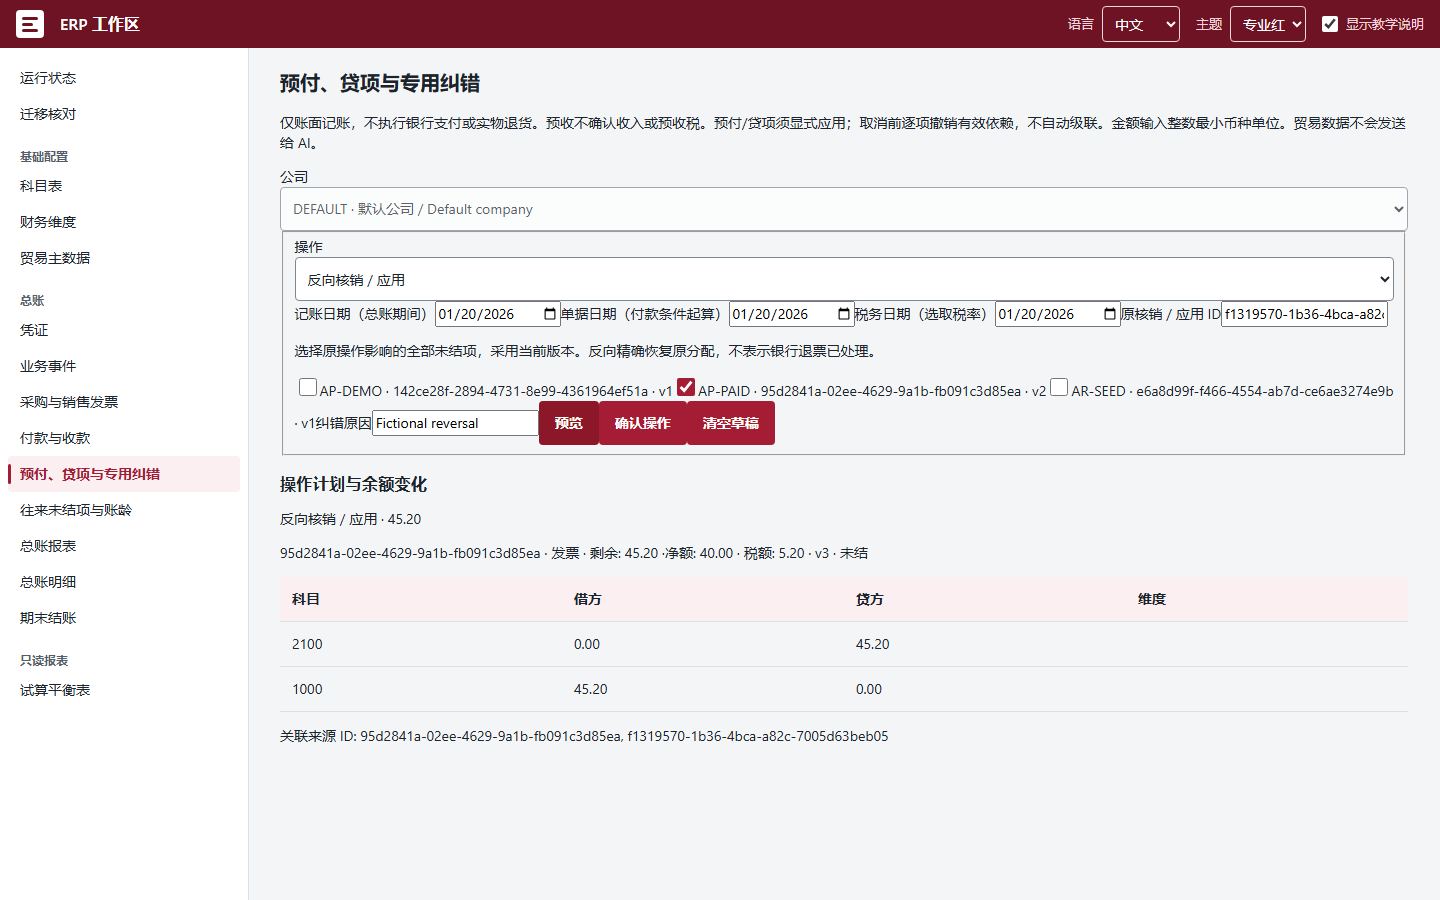 ERP 工作区
语言 中文 主题 专业红 显示教学说明
运行状态
迁移核对
基础配置
科目表
财务维度
贸易主数据
总账
凭证
业务事件
采购与销售发票
付款与收款
预付、贷项与专用纠错
往来未结项与账龄
总账报表
总账明细
期末结账
只读报表
试算平衡表
预付、贷项与专用纠错
仅账面记账，不执行银行支付或实物退货。预收不确认收入或预收税。预付/贷项须显式应用；取消前逐项撤销有效依赖，不自动级联。金额输入整数最小币种单位。贸易数据不会发送
给 AI。
公司
DEFAULT · 默认公司 / Default company
操作
反向核销 / 应用
记账日期（总账期间） 01/20/2026 单据日期（付款条件起算） 01/20/2026 税务日期（选取税率） 01/20/2026 原核销 / 应用 ID f1319570-1b36-4bca-a82c
选择原操作影响的全部未结项，采用当前版本。反向精确恢复原分配，不表示银行退票已处理。
AP-DEMO · 142ce28f-2894-4731-8e99-4361964ef51a · v1 AP-PAID · 95d2841a-02ee-4629-9a1b-fb091c3d85ea · v2 AR-SEED · e6a8d99f-f466-4554-ab7d-ce6ae3274e9b
· v1 纠错原因 Fictional reversal 预览 确认操作 清空草稿
操作计划与余额变化
反向核销 / 应用 · 45.20
95d2841a-02ee-4629-9a1b-fb091c3d85ea · 发票 · 剩余: 45.20 ·净额: 40.00 · 税额: 5.20 · v3 · 未结
科目 借方 贷方 维度
2100 0.00 45.20
1000 45.20 0.00
关联来源 ID: 95d2841a-02ee-4629-9a1b-fb091c3d85ea, f1319570-1b36-4bca-a82c-7005d63beb05